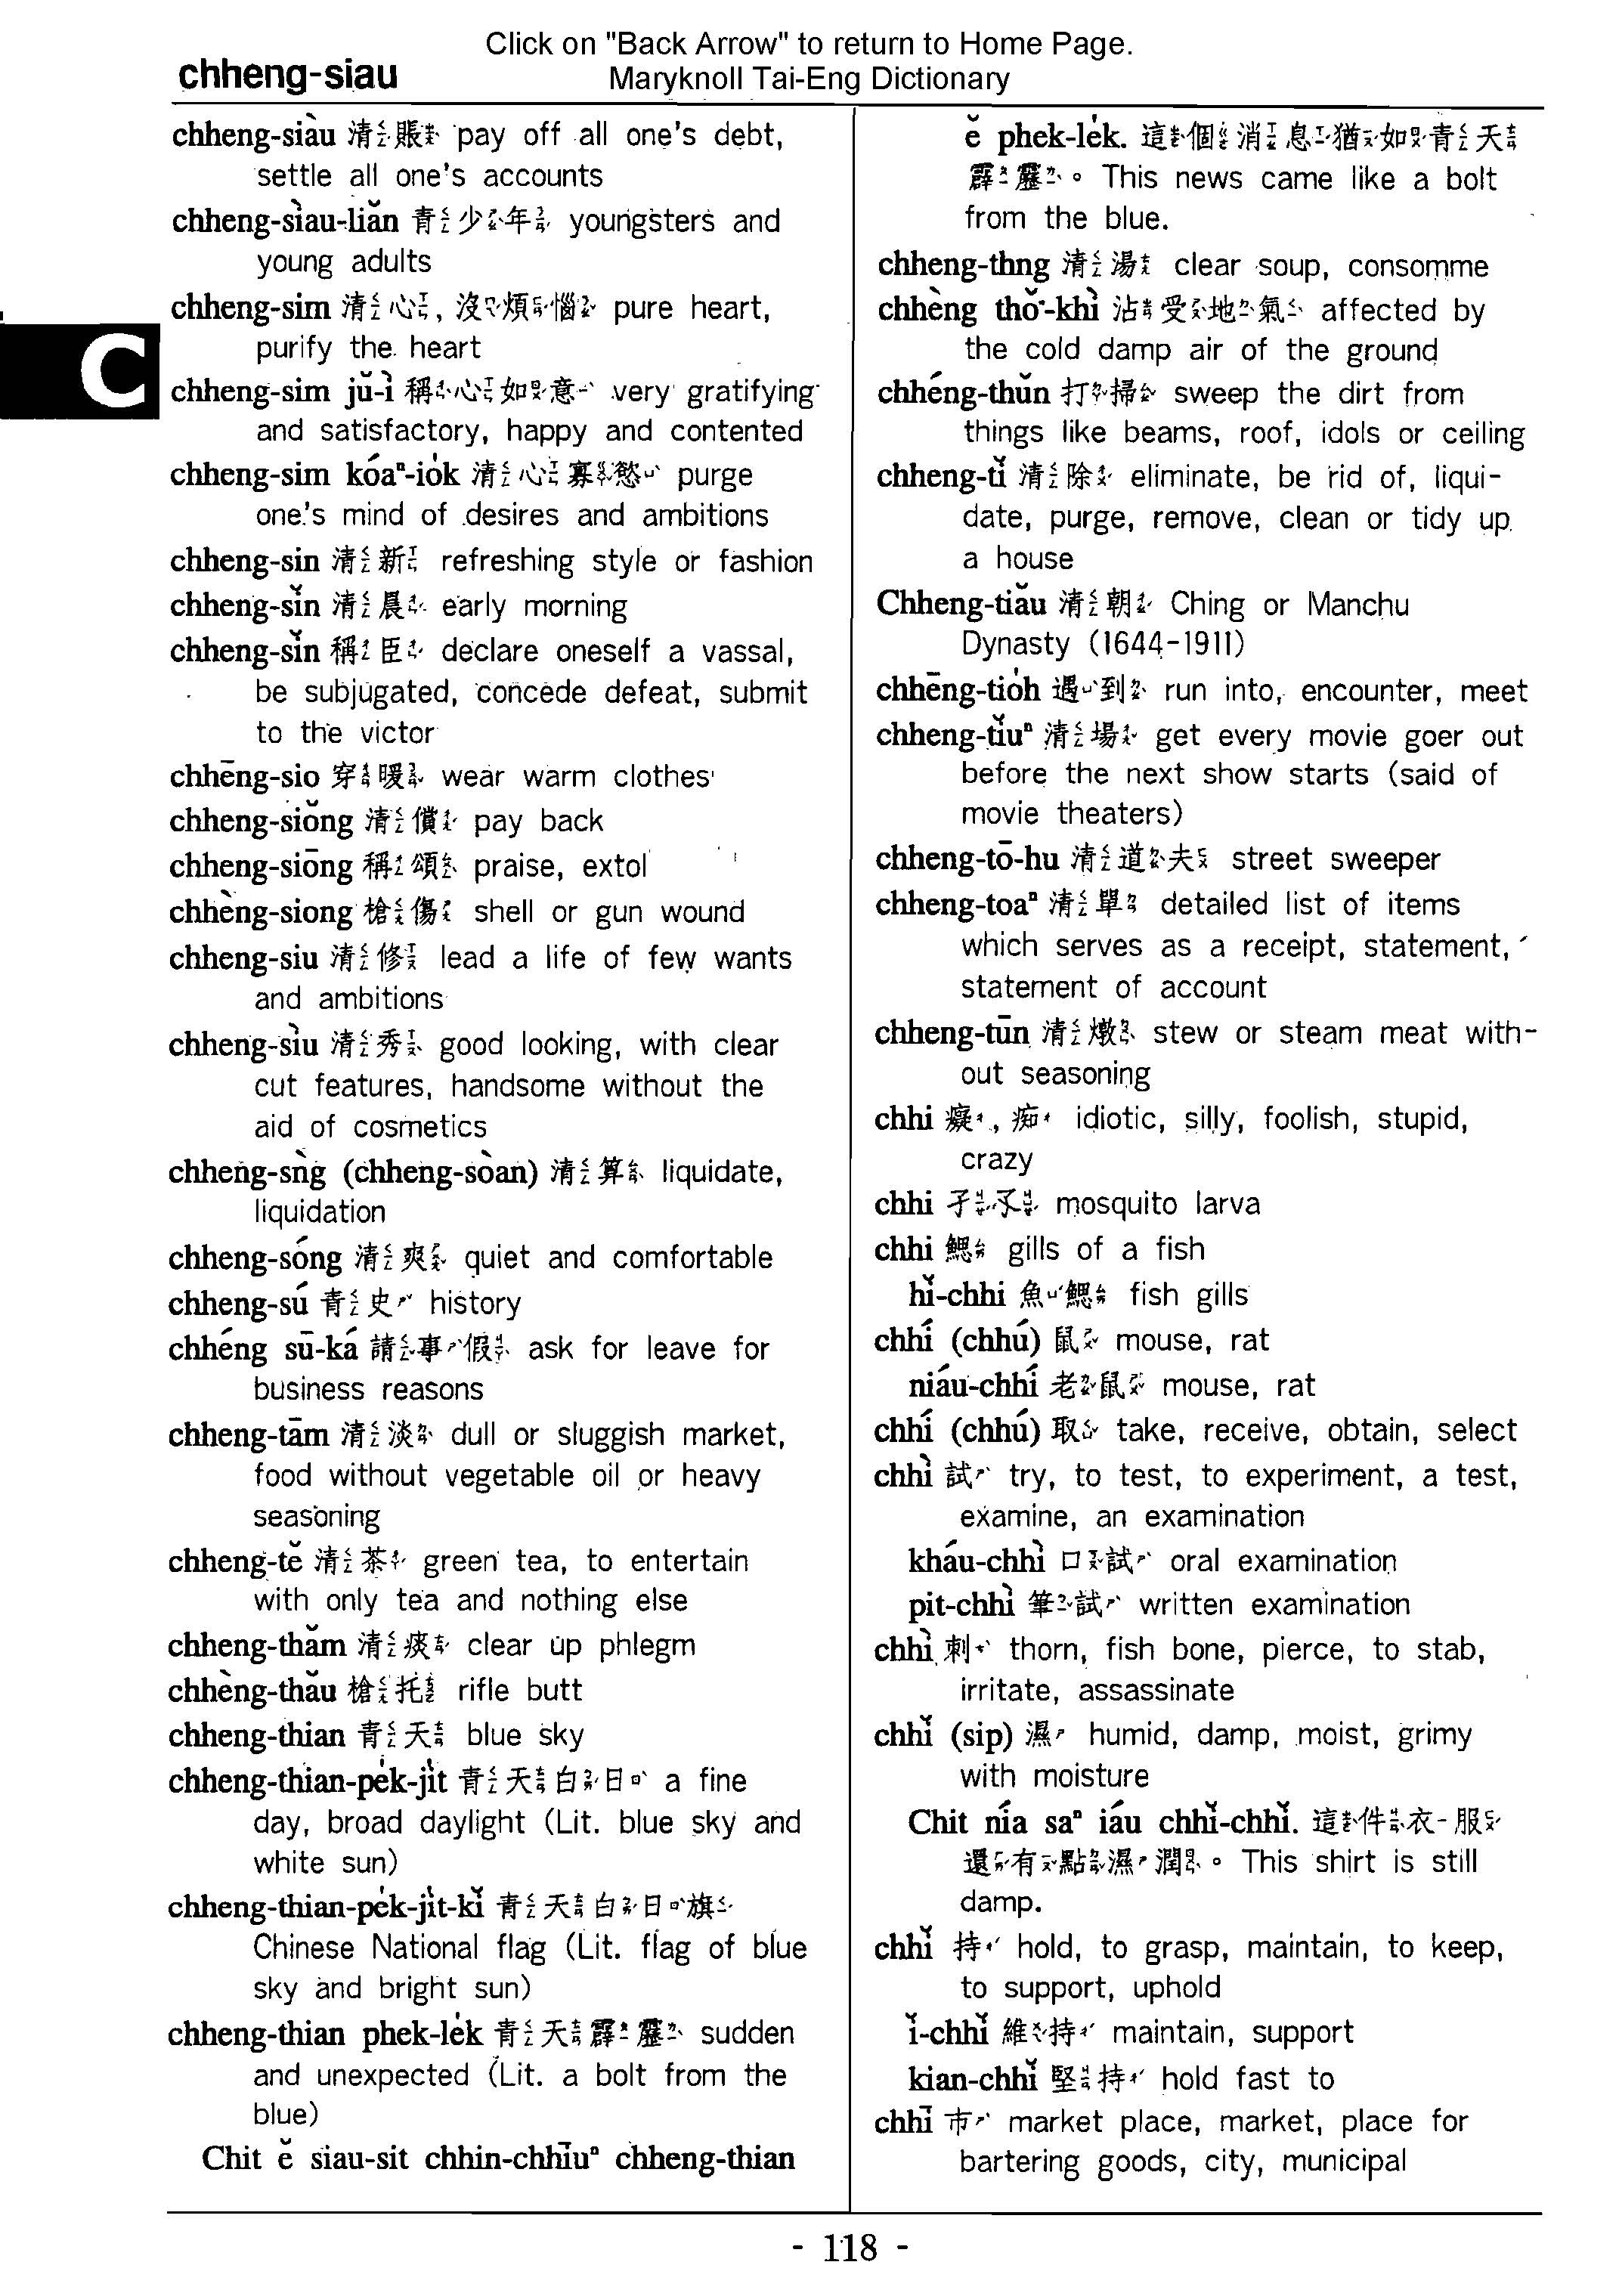 Click on "Back Arrow" to return to Home Page.
Maryknoll Tai-Eng Dictionary
chheng-siau
chheng-siàu 清賬 pay off all one's debt,
settle all one's accounts
chheng-siàu-liăn 青少年 youngsters and
young adults
chheng-sim 清心, 沒煩惱 pure heart,
purify the heart
C
chheng-sim jŭ-ì 稱心如意 very gratifying
and satisfactory, happy and contented
chheng-sim kóaⁿ-io̍k 清心寡慾 purge
one's mind of desires and ambitions
chheng-sin 清新 refreshing style or fashion
chheng-sĭn 清晨 early morning
chheng-sĭn 稱臣 declare oneself a vassal,
be subjugated, concede defeat, submit
to the victor
chhēng-sio 穿暖 wear warm clothes
chheng-siŏng 清償 pay back
chheng-siōng 稱頌 praise, extol
chhèng-siong 槍傷 shell or gun wound
chheng-siu 清修 lead a life of few wants
and ambitions
chheng-siù 清秀 good looking, with clear
cut features, handsome without the
aid of cosmetics
chheng-sǹg (chheng-soàn) 清算 liquidate,
liquidation
chheng-sóng 清爽 quiet and comfortable
chheng-sú 青史 history
chhéng sū-ká 請事假 ask for leave for
business reasons
chheng-tām 清淡 dull or sluggish market,
food without vegetable oil or heavy
seasoning
chheng-tĕ 清茶 green tea, to entertain
with only tea and nothing else
chheng-thăm 清痰 clear up phlegm
chhèng-thău 槍托 rifle butt
chheng-thian 青天 blue sky
chheng-thian-pe̍k-ji̍t 青天白日 a fine
day, broad daylight (Lit. blue sky and
white sun)
chheng-thian-pe̍k-ji̍t-kĭ 青天白日旗
Chinese National flag (Lit. flag of blue
sky and bright sun)
chheng-thian phek-le̍k 青天霹靂 sudden
and unexpected (Lit. a bolt from the
blue)
Chit ĕ siau-sit chhin-chhīuⁿ chheng-thian
ĕ phek-le̍k. 這個消息猶如青天
霹靂。 This news came like a bolt
from the blue.
chheng-thng 清湯 clear soup, consomme
chhèng thŏ͘-khì 沾受地氣 affected by
the cold damp air of the ground
chhéng-thŭn 打掃 sweep the dirt from
things like beams, roof, idols or ceiling
chheng-tĭ 清除 eliminate, be rid of, liqui-
date, purge, remove, clean or tidy up
a house
Chheng-tiău 清朝 Ching or Manchu
Dynasty (1644-1911)
chhēng-tio̍h 遇到 run into, encounter, meet
chheng-tĭuⁿ 清場 get every movie goer out
before the next show starts (said of
movie theaters)
chheng-tō-hu 清道夫 street sweeper
chheng-toaⁿ 清單 detailed list of items
which serves as a receipt, statement,
statement of account
chheng-tūn 清燉 stew or steam meat with-
out seasoning
chhi 癡, 痴 idiotic, silly, foolish, stupid,
crazy
chhi 孑孓 mosquito larva
chhi 鰓 gills of a fish
hĭ-chhi 魚鰓 fish gills
chhí (chhú) 鼠 mouse, rat
niáu-chhí 老鼠 mouse, rat
chhí (chhú) 取 take, receive, obtain, select
chhì 試 try, to test, to experiment, a test,
examine, an examination
kháu-chhì 口試 oral examination
pit-chhì 筆試 written examination
chhì 刺 thorn, fish bone, pierce, to stab,
irritate, assassinate
chhĭ (sip) 濕 humid, damp, moist, grimy
with moisture
Chit nía saⁿ iáu chhĭ-chhĭ. 這件衣服
還有點濕潤。 This shirt is still
damp.
chhĭ 持 hold, to grasp, maintain, to keep,
to support, uphold
ĭ-chhĭ 維持 maintain, support
kian-chhĭ 堅持 hold fast to
chhī 市 market place, market, place for
bartering goods, city, municipal
- 118 -